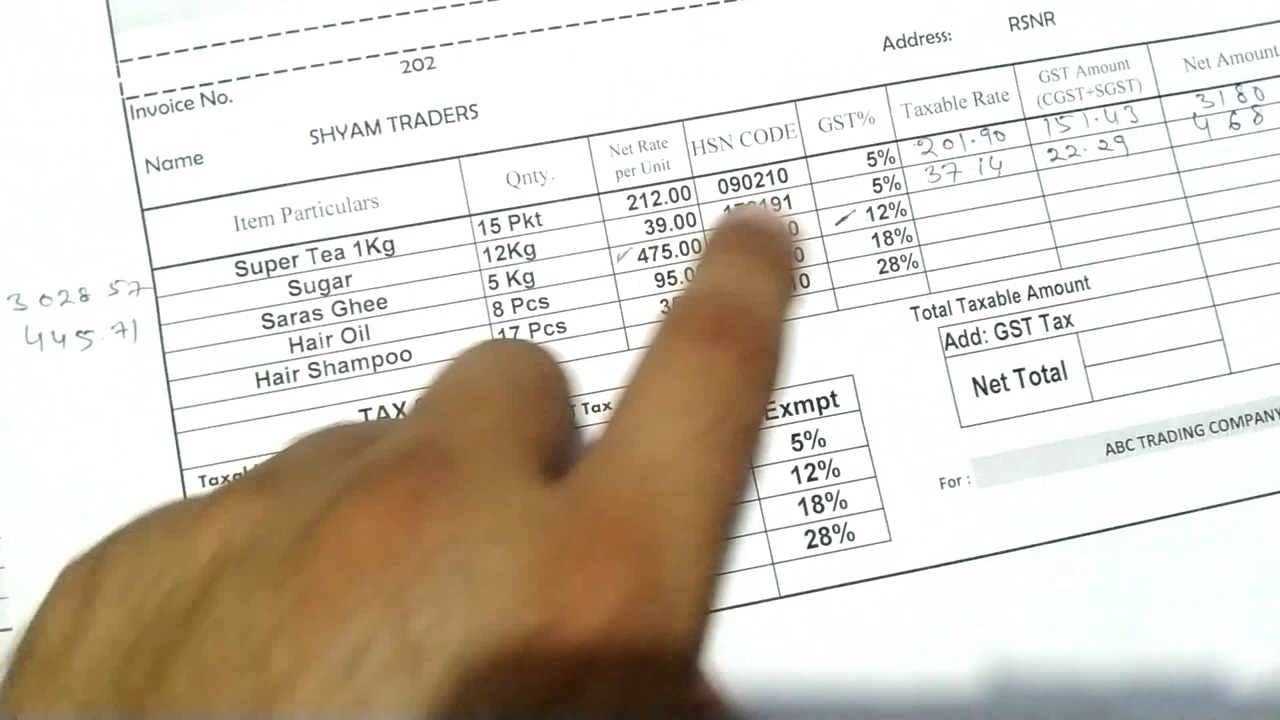 202
Address: RSNR
Invoice No.
Name SHYAM TRADERS
Item Particulars Qnty. Net Rate per Unit HSN CODE GST% Taxable Rate GST Amount (CGST+SGST) Net Amount
Super Tea 1Kg 15 Pkt 212.00 090210 5% 201.90 151.43 3180
Sugar 12Kg 39.00 5% 37.14 22.29 468
Saras Ghee 5 Kg 475.00 12%
Hair Oil 8 Pcs 18%
Hair Shampoo 17 Pcs 28%
3028 57
445.71
Total Taxable Amount
Add: GST Tax
Net Total
TAX
Tax
Exmpt
5%
12%
18%
28%
For : ABC TRADING COMPANY